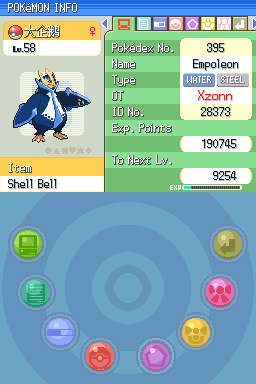 POKéMON INFO
大企鹅 ♀
Lv.58
Item
Shell Bell
Pokédex No. 395
Name Empoleon
Type WATER STEEL
OT Xzonn
ID No. 28373
Exp. Points
190745
To Next Lv.
9254
EXP